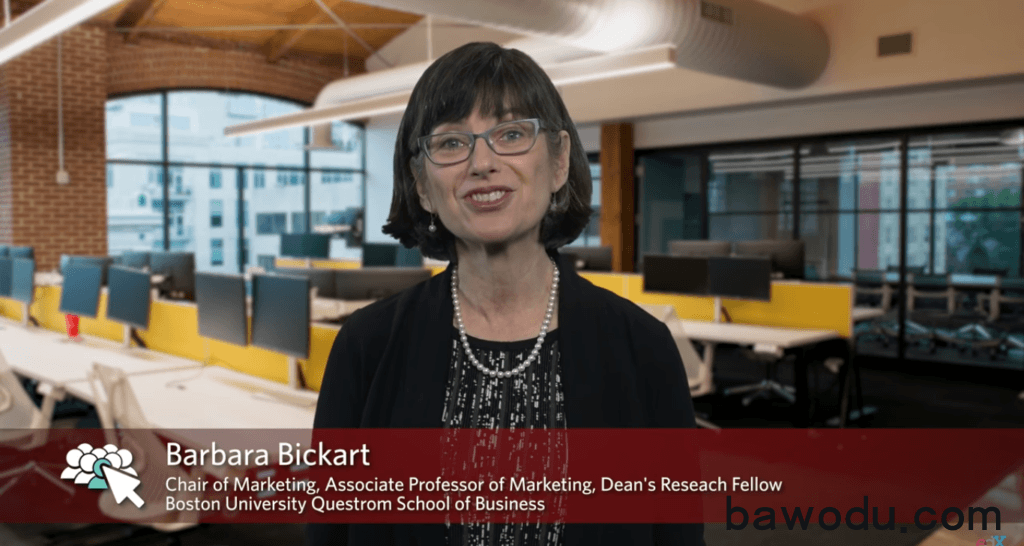 Barbara Bickart
Chair of Marketing, Associate Professor of Marketing, Dean's Reseach Fellow
Boston University Questrom School of Business
bawodu.com